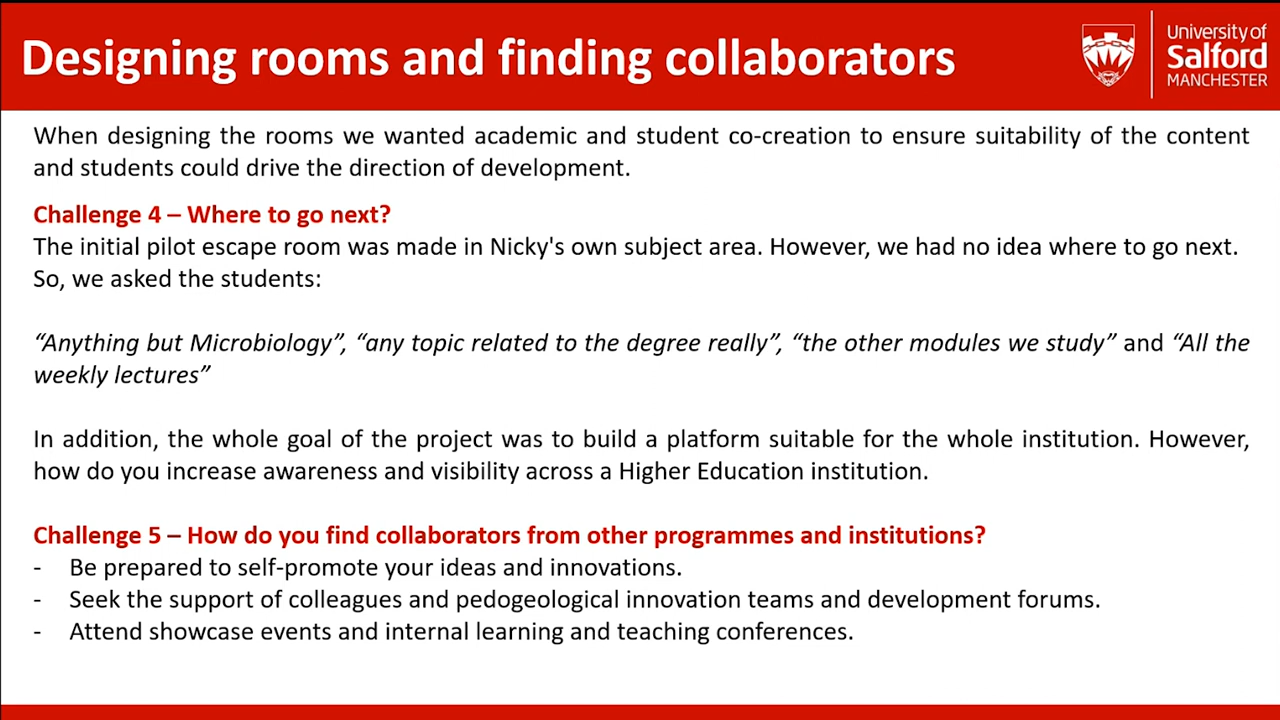 Designing rooms and finding collaborators
University of
Salford
MANCHESTER
When designing the rooms we wanted academic and student co-creation to ensure suitability of the content
and students could drive the direction of development.
Challenge 4 – Where to go next?
The initial pilot escape room was made in Nicky's own subject area. However, we had no idea where to go next.
So, we asked the students:
“Anything but Microbiology”, “any topic related to the degree really”, “the other modules we study” and “All the
weekly lectures”
In addition, the whole goal of the project was to build a platform suitable for the whole institution. However,
how do you increase awareness and visibility across a Higher Education institution.
Challenge 5 – How do you find collaborators from other programmes and institutions?
- Be prepared to self-promote your ideas and innovations.
- Seek the support of colleagues and pedogeological innovation teams and development forums.
- Attend showcase events and internal learning and teaching conferences.